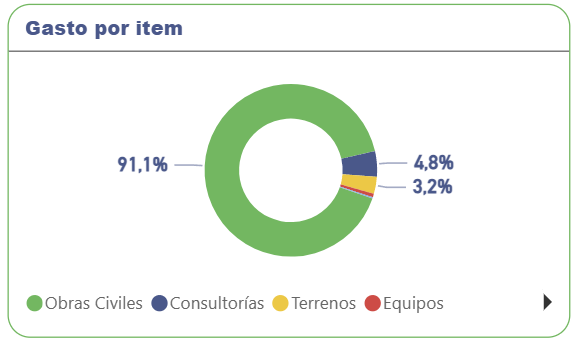 Gasto por item
91,1%
4,8%
3,2%
Obras Civiles Consultorías Terrenos Equipos